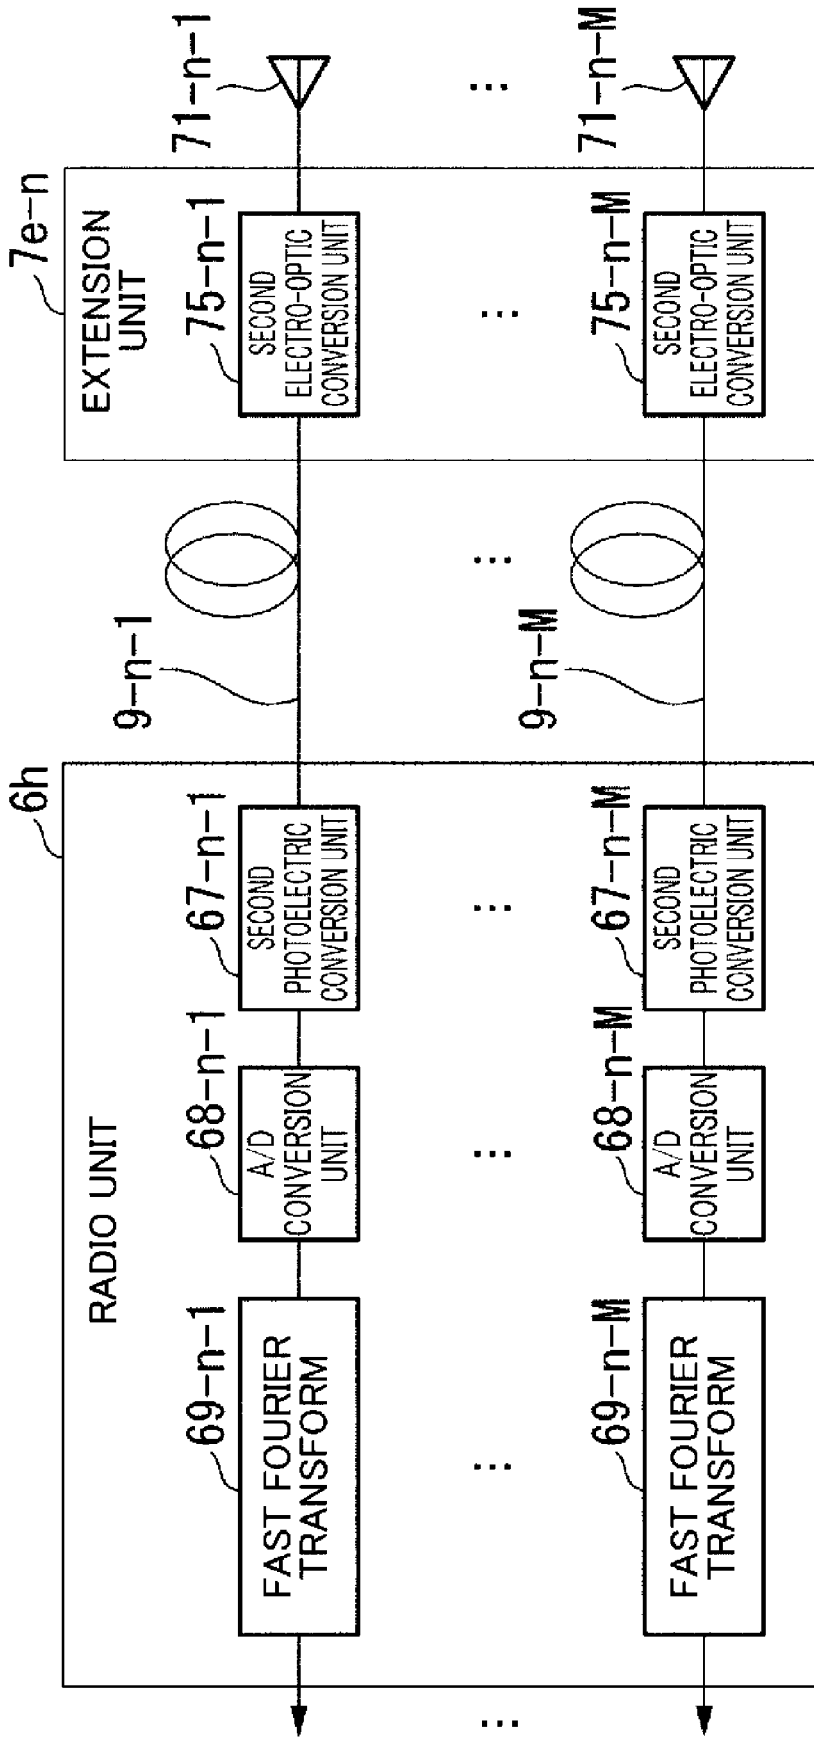 6h
RADIO UNIT
69-n-1
FAST FOURIER
TRANSFORM
68-n-1
A/D
CONVERSION
UNIT
67-n-1
SECOND
PHOTOELECTRIC
CONVERSION UNIT
9-n-1
7e-n
EXTENSION
UNIT
75-n-1
SECOND
ELECTRO-OPTIC
CONVERSION UNIT
71-n-1
...
...
...
...
...
...
...
69-n-M
FAST FOURIER
TRANSFORM
68-n-M
A/D
CONVERSION
UNIT
67-n-M
SECOND
PHOTOELECTRIC
CONVERSION UNIT
9-n-M
75-n-M
SECOND
ELECTRO-OPTIC
CONVERSION UNIT
71-n-M